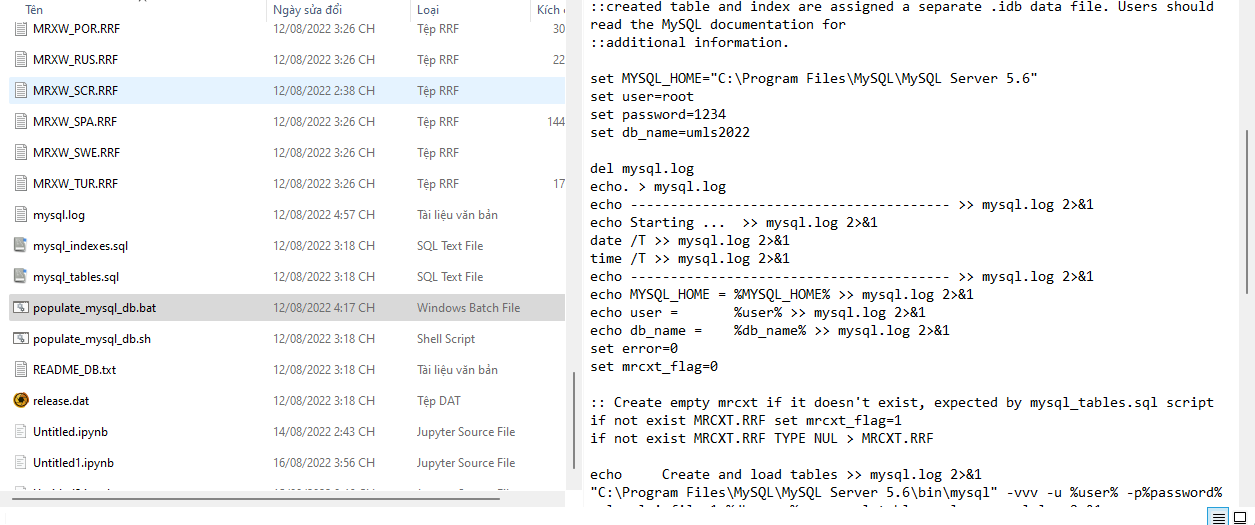 Tên Ngày sửa đổi Loại Kích
MRXW_POR.RRF 12/08/2022 3:26 CH Tệp RRF 30
MRXW_RUS.RRF 12/08/2022 3:26 CH Tệp RRF 22
MRXW_SCR.RRF 12/08/2022 2:38 CH Tệp RRF
MRXW_SPA.RRF 12/08/2022 3:26 CH Tệp RRF 144
MRXW_SWE.RRF 12/08/2022 3:26 CH Tệp RRF
MRXW_TUR.RRF 12/08/2022 3:26 CH Tệp RRF 17
mysql.log 12/08/2022 4:57 CH Tài liệu văn bản
mysql_indexes.sql 12/08/2022 3:18 CH SQL Text File
mysql_tables.sql 12/08/2022 3:18 CH SQL Text File
populate_mysql_db.bat 12/08/2022 4:17 CH Windows Batch File
populate_mysql_db.sh 12/08/2022 3:18 CH Shell Script
README_DB.txt 12/08/2022 3:18 CH Tài liệu văn bản
release.dat 12/08/2022 3:18 CH Tệp DAT
Untitled.ipynb 14/08/2022 2:43 CH Jupyter Source File
Untitled1.ipynb 16/08/2022 3:56 CH Jupyter Source File
::created table and index are assigned a separate .idb data file. Users should
read the MySQL documentation for
::additional information.
set MYSQL_HOME="C:\Program Files\MySQL\MySQL Server 5.6"
set user=root
set password=1234
set db_name=umls2022
del mysql.log
echo. > mysql.log
echo ---------------------------------------- >> mysql.log 2>&1
echo Starting ...  >> mysql.log 2>&1
date /T >> mysql.log 2>&1
time /T >> mysql.log 2>&1
echo ---------------------------------------- >> mysql.log 2>&1
echo MYSQL_HOME = %MYSQL_HOME% >> mysql.log 2>&1
echo user =       %user% >> mysql.log 2>&1
echo db_name =    %db_name% >> mysql.log 2>&1
set error=0
set mrcxt_flag=0
:: Create empty mrcxt if it doesn't exist, expected by mysql_tables.sql script
if not exist MRCXT.RRF set mrcxt_flag=1
if not exist MRCXT.RRF TYPE NUL > MRCXT.RRF
echo     Create and load tables >> mysql.log 2>&1
"C:\Program Files\MySQL\MySQL Server 5.6\bin\mysql" -vvv -u %user% -p%password%